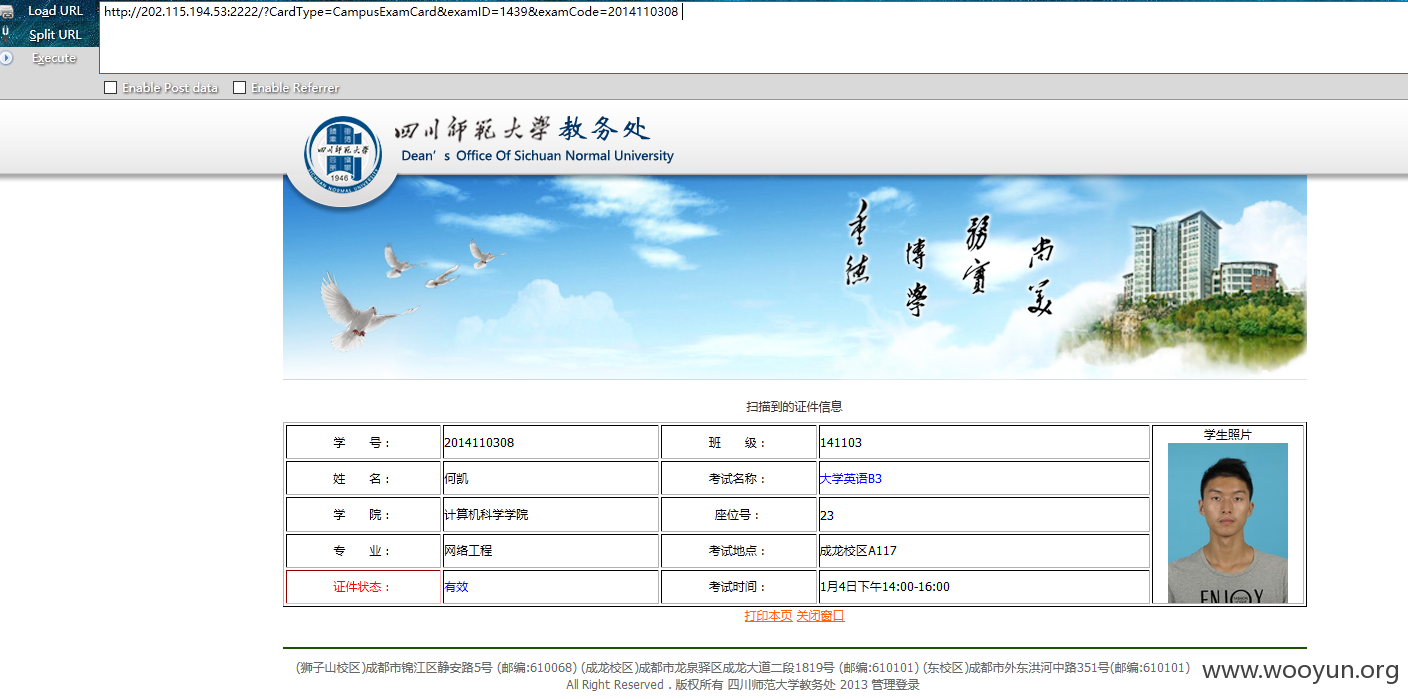 Load URL
http://202.115.194.53:2222/?CardType=CampusExamCard&examID=1439&examCode=2014110308
Split URL
Execute
Enable Post data Enable Referrer
四川師範大學 教务处
Dean's Office Of Sichuan Normal University
四川師範大學
1946
SICHUAN NORMAL UNIVERSITY
重德
博學
務實
尚美
扫描到的证件信息
学 号： 2014110308 班 级： 141103 学生照片
姓 名： 何凯 考试名称： 大学英语B3
学 院： 计算机科学学院 座位号： 23
专 业： 网络工程 考试地点： 成龙校区A117
证件状态： 有效 考试时间： 1月4日下午14:00-16:00
ENJOY
打印本页 关闭窗口
(狮子山校区)成都市锦江区静安路5号 (邮编:610068) (成龙校区)成都市龙泉驿区成龙大道二段1819号 (邮编:610101) (东校区)成都市外东洪河中路351号(邮编:610101)
All Right Reserved . 版权所有 四川师范大学教务处 2013 管理登录
www.wooyun.org